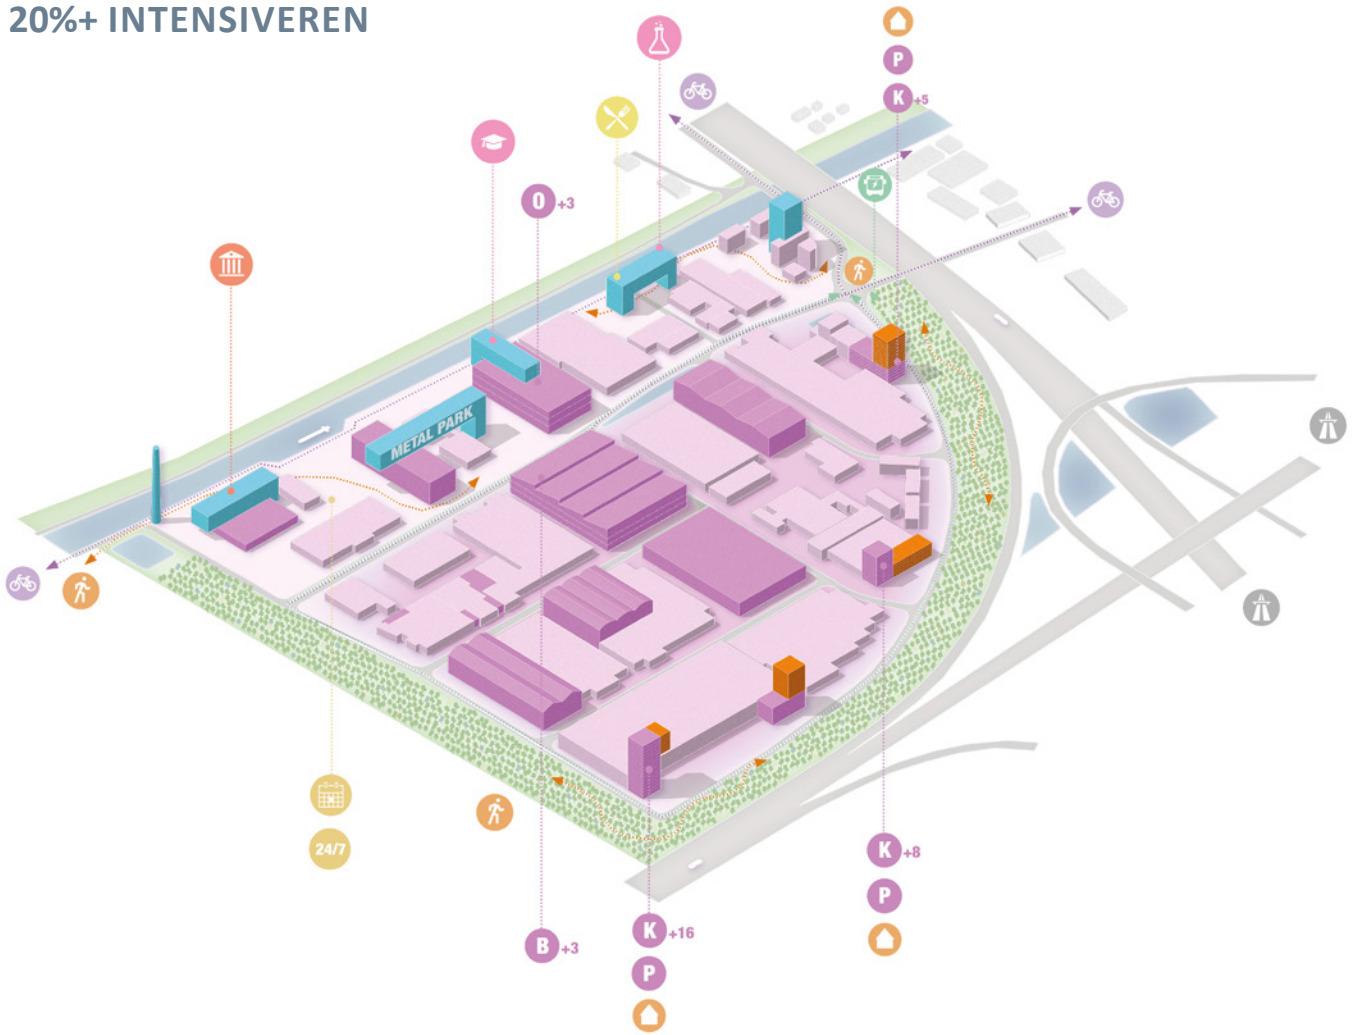 20%+ INTENSIVEREN
P
K +5
O +3
METAL PARK
24/7
K +8
P
B +3
K +16
P